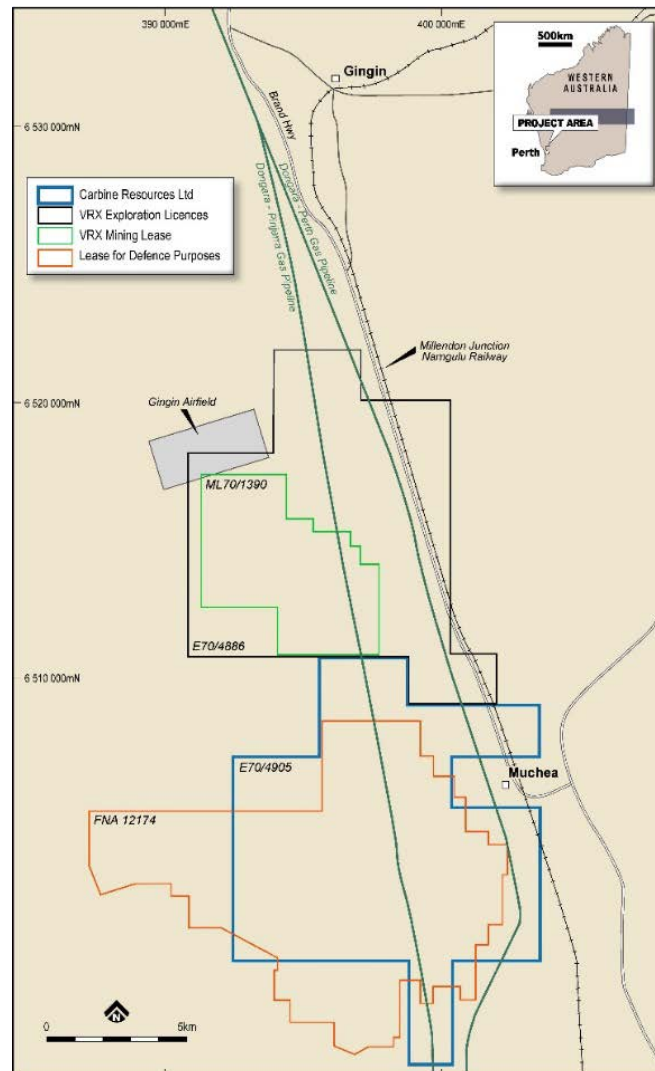 390 000mE
400 000mE
500km
WESTERN
AUSTRALIA
PROJECT AREA
Perth
Gingin
Brand Hwy
6 530 000mN
Carbine Resources Ltd
VRX Exploration Licences
VRX Mining Lease
Lease for Defence Purposes
Dongara - Pinjarra Gas Pipeline
Dongara - Perth Gas Pipeline
Millendon Junction
Narngulu Railway
Gingin Airfield
6 520 000mN
ML70/1390
E70/4886
6 510 000mN
E70/4905
Muchea
FNA 12174
N
0
5km